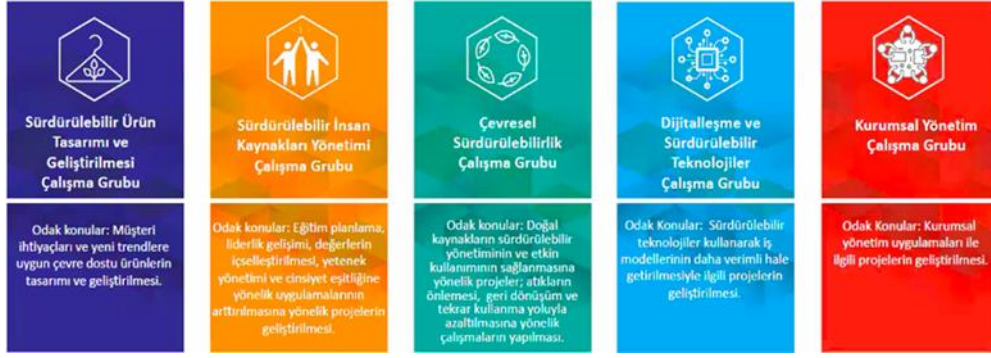 Sürdürülebilir Ürün
Tasarımı ve
Geliştirilmesi
Çalışma Grubu
Odak konular: Müşteri
ihtiyaçları ve yeni trendlere
uygun çevre dostu ürünlerin
tasarımı ve geliştirilmesi.
Sürdürülebilir İnsan
Kaynakları Yönetimi
Çalışma Grubu
Odak konular: Eğitim planlama,
liderlik gelişimi, değerlerin
içselleştirilmesi, yetenek
yönetimi ve cinsiyet eşitliğine
yönelik uygulamalarının
arttırılmasına yönelik projelerin
geliştirilmesi.
Çevresel
Sürdürülebilirlik
Çalışma Grubu
Odak konular: Doğal
kaynakların sürdürülebilir
yönetiminin ve etkin
kullanımının sağlanmasına
yönelik projeler; atıkların
önlemesi, geri dönüşüm ve
tekrar kullanma yoluyla
azaltılmasına yönelik
çalışmaların yapılması.
Dijitalleşme ve
Sürdürülebilir
Teknolojiler
Çalışma Grubu
Odak Konular: Sürdürülebilir
teknolojiler kullanarak iş
modellerinin daha verimli hale
getirilmesiyle ilgili projelerin
geliştirilmesi.
Kurumsal Yönetim
Çalışma Grubu
Odak Konular: Kurumsal
yönetim uygulamaları ile
ilgili projelerin geliştirilmesi.